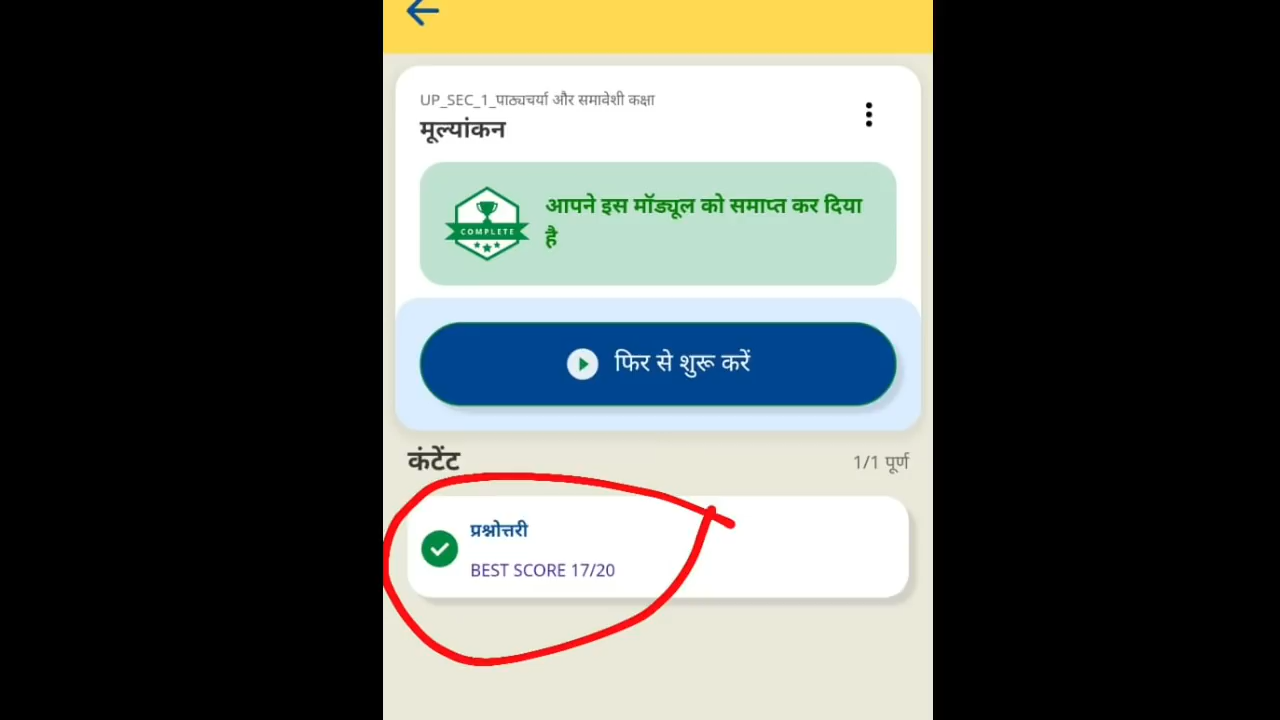 UP_SEC_1_पाठ्यचर्या और समावेशी कक्षा
मूल्यांकन
COMPLETE
आपने इस मॉड्यूल को समाप्त कर दिया
है
फिर से शुरू करें
कंटेंट
1/1 पूर्ण
प्रश्नोत्तरी
BEST SCORE 17/20